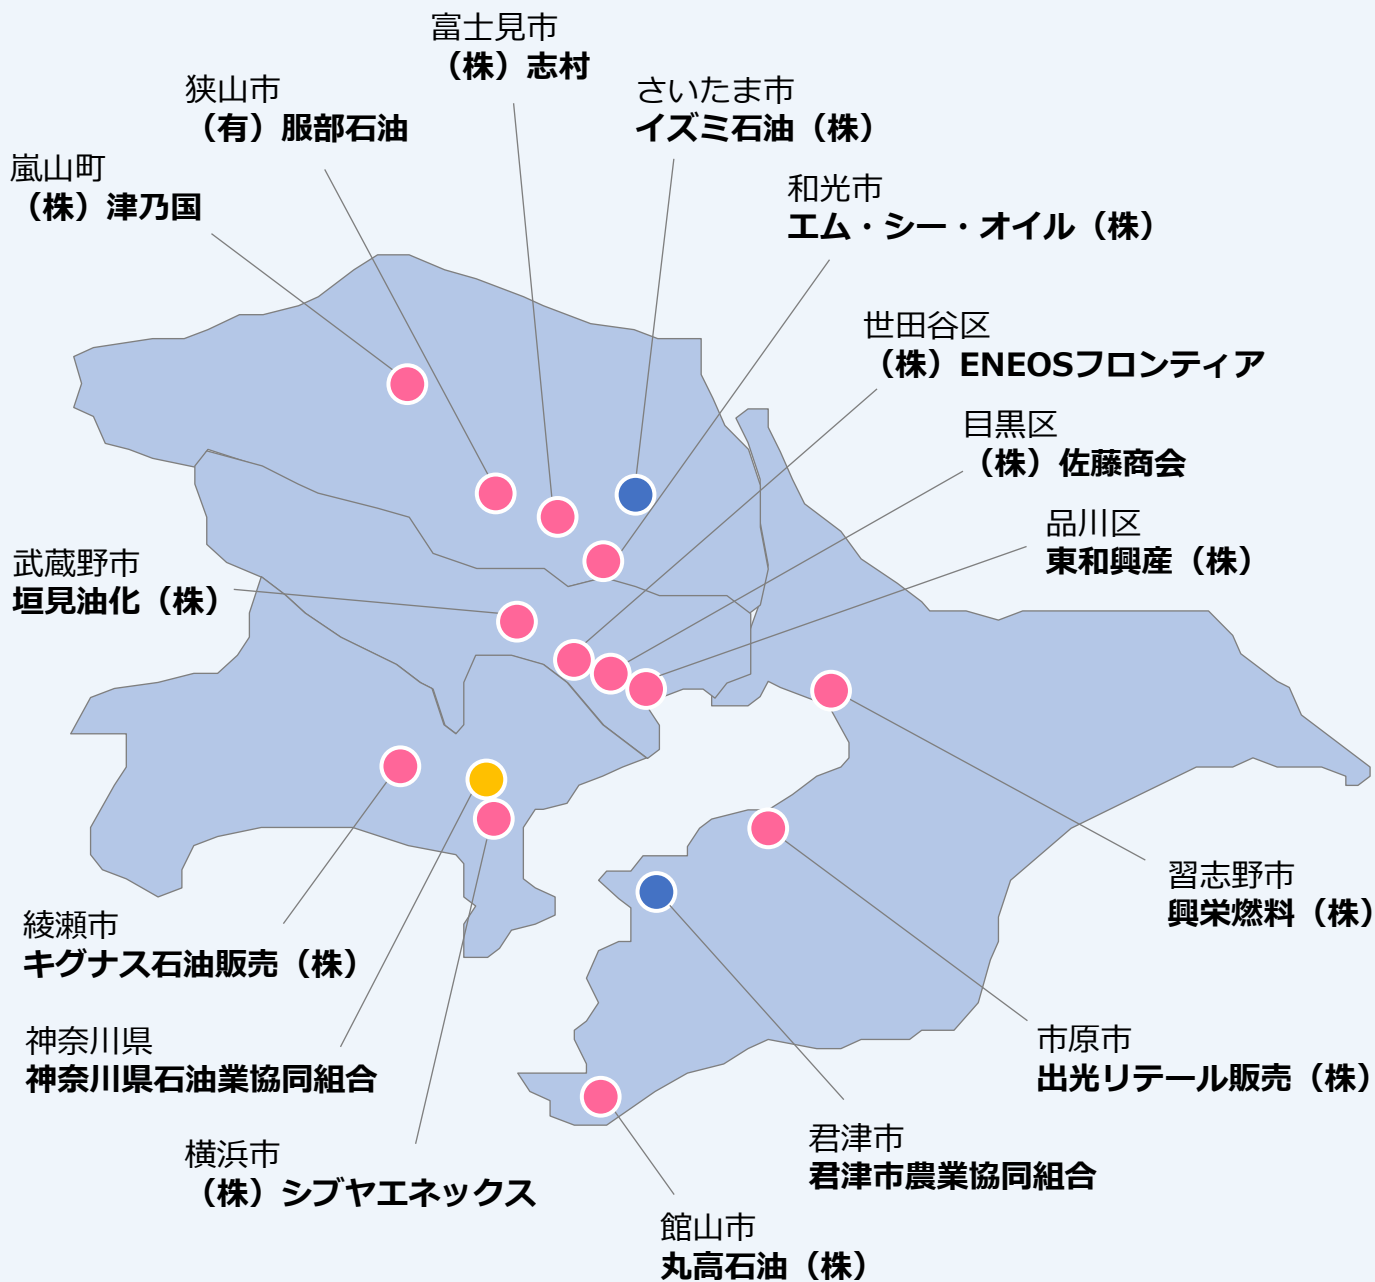 富士見市
（株）志村
狭山市
（有）服部石油
さいたま市
イズミ石油（株）
嵐山町
（株）津乃国
和光市
エム・シー・オイル（株）
世田谷区
（株）ENEOSフロンティア
目黒区
（株）佐藤商会
品川区
東和興産（株）
武蔵野市
垣見油化（株）
習志野市
興栄燃料（株）
綾瀬市
キグナス石油販売（株）
神奈川県
神奈川県石油業協同組合
市原市
出光リテール販売（株）
君津市
君津市農業協同組合
横浜市
（株）シブヤエネックス
館山市
丸高石油（株）